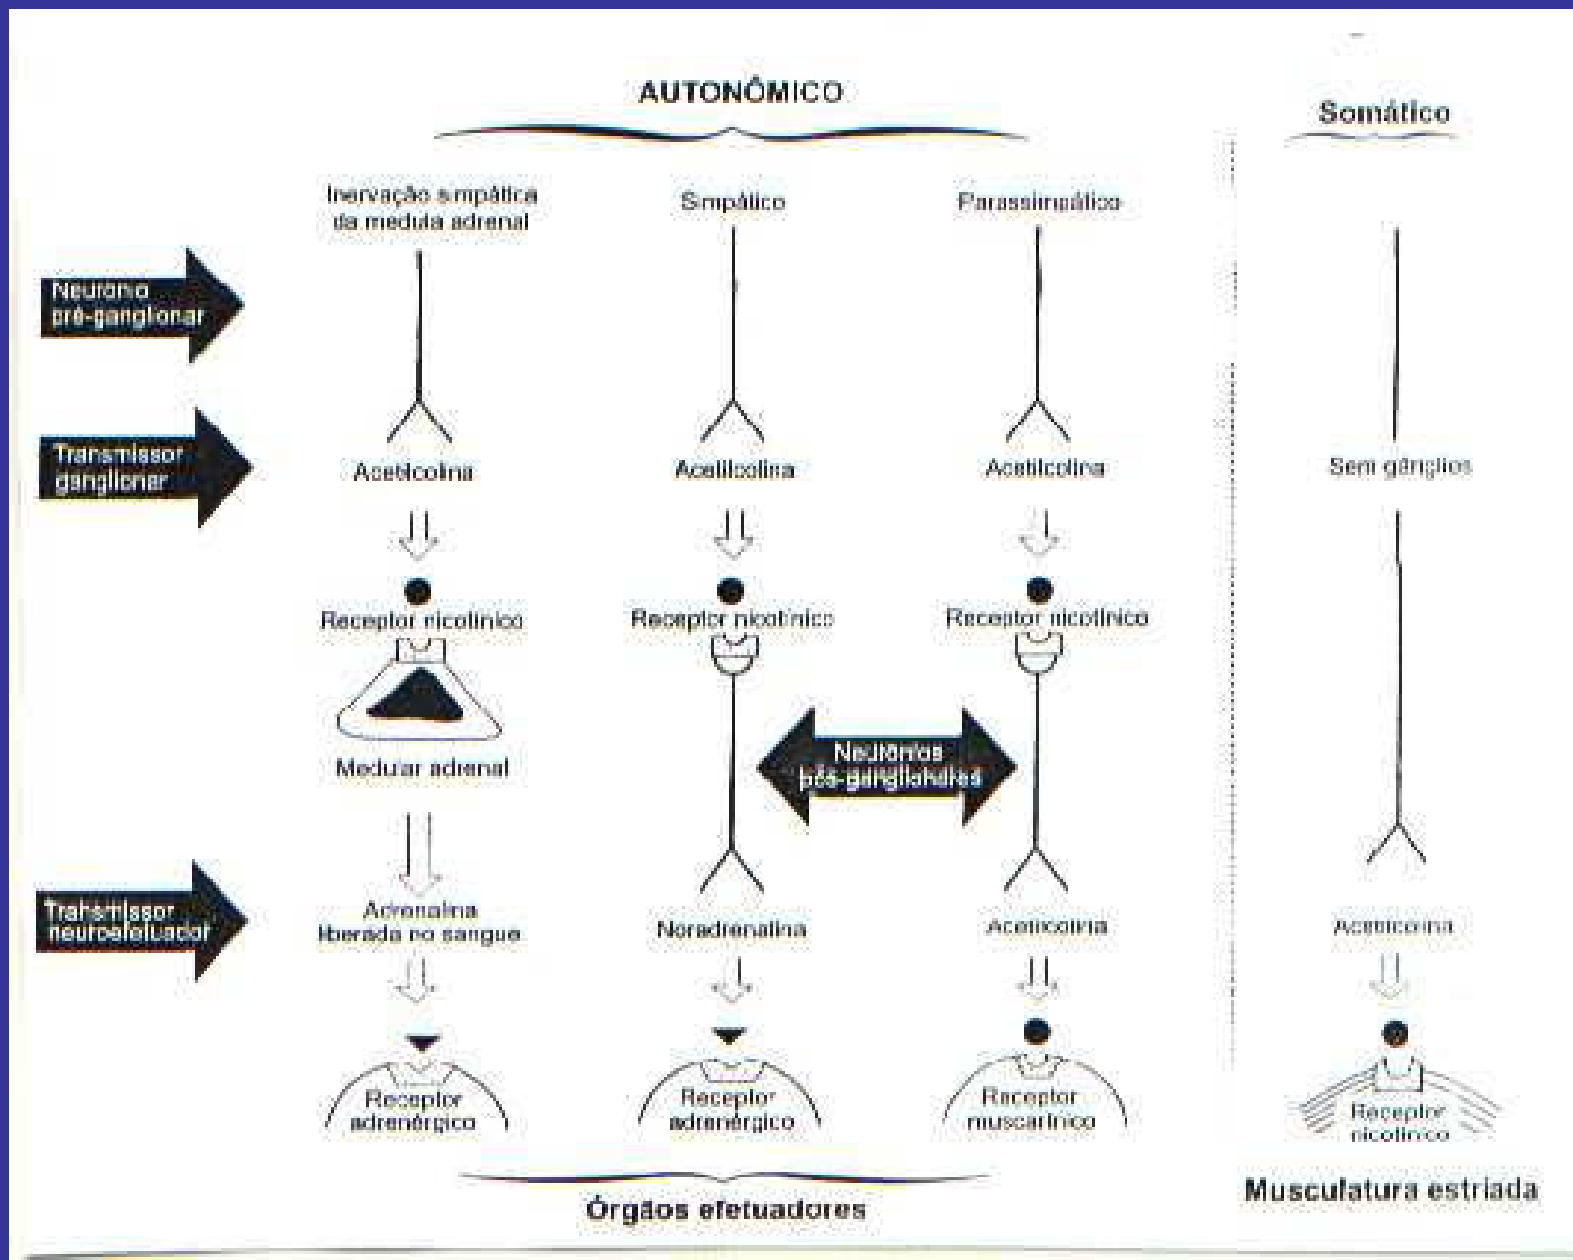 AUTONÔMICO
Somático
Inervação simpática
da medula adrenal
Simpático
Parassimpático
Neurônio
pré-ganglionar
Transmissor
ganglionar
Acetilcolina
Acetilcolina
Acetilcolina
Sem gânglios
Receptor nicotínico
Receptor nicotínico
Receptor nicotínico
Neurônios
pós-ganglionares
Medular adrenal
Transmissor
neuroefetuador
Adrenalina
liberada no sangue
Noradrenalina
Acetilcolina
Acetilcolina
Receptor
adrenérgico
Receptor
adrenérgico
Receptor
muscarínico
Receptor
nicotínico
Órgãos efetuadores
Musculatura estriada